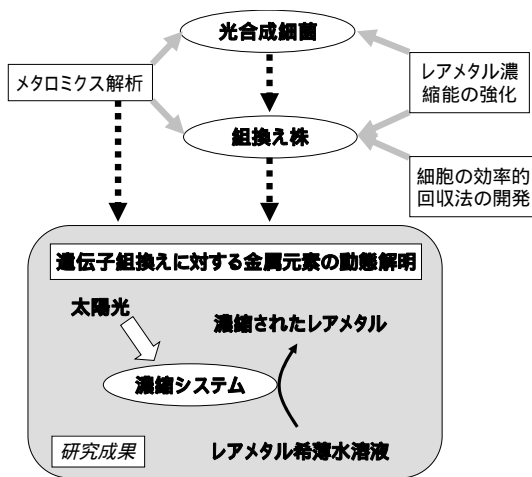 光合成細菌
メタロミクス解析
レアメタル濃
縮能の強化
組換え株
細胞の効率的
回収法の開発
遺伝子組換えに対する金属元素の動態解明
太陽光
濃縮されたレアメタル
濃縮システム
研究成果
レアメタル希薄水溶液